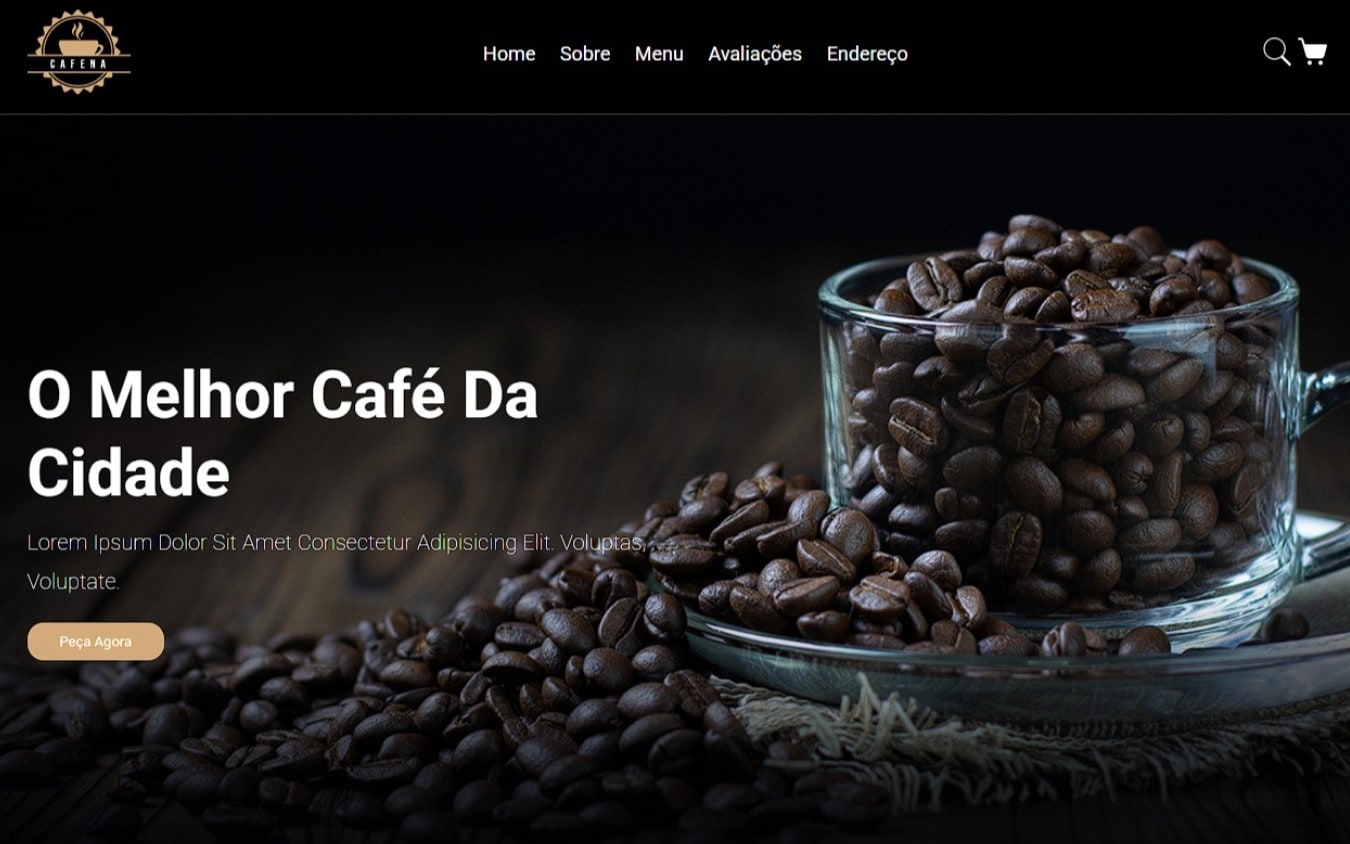 CAFENA
Home Sobre Menu Avaliações Endereço
O Melhor Café Da
Cidade
Lorem Ipsum Dolor Sit Amet Consectetur Adipisicing Elit. Voluptas,
Voluptate.
Peça Agora